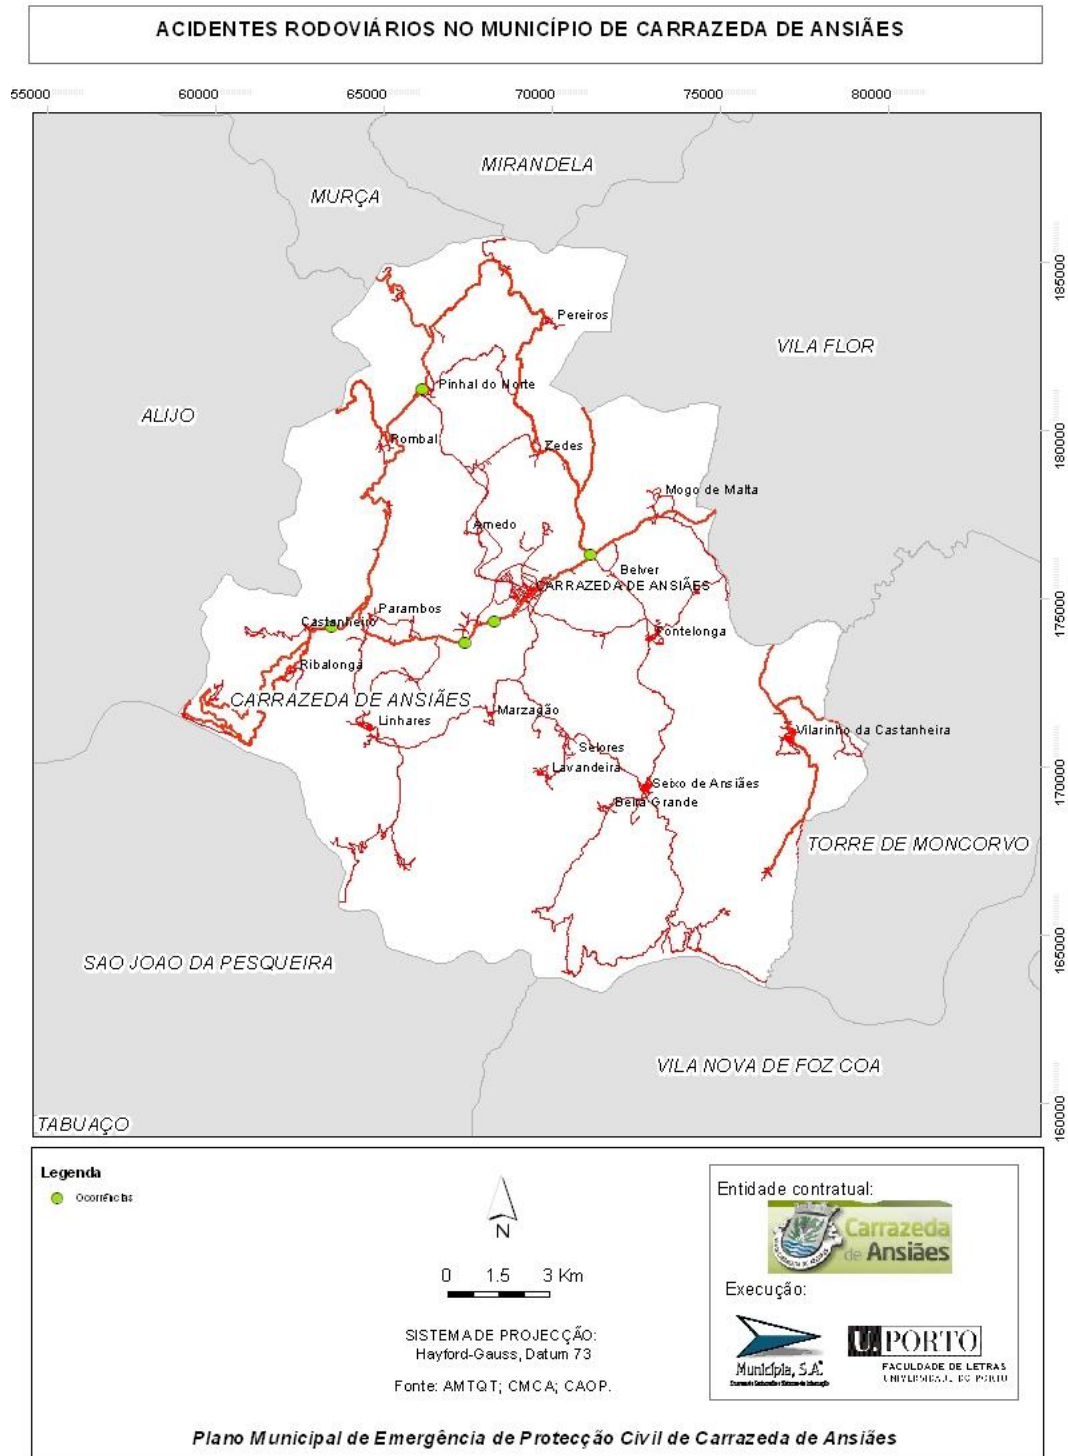 ACIDENTES RODOVIÁRIOS NO MUNICÍPIO DE CARRAZEDA DE ANSIÃES
55000 60000 65000 70000 75000 80000
MIRANDELA
MURÇA
185000
Pereiros
VILA FLOR
Pinhal do Norte
ALIJO
180000
Pombal
Zedes
Mogo de Malta
Amedo
Belver
CARRAZEDA DE ANSIÃES
175000
Parambos
Castanheiro
Fontelonga
Ribalonga
CARRAZEDA DE ANSIÃES
Marzagão
Linhares
Vilarinho da Castanheira
Selores
Lavandeira
170000
Seixo de Ansiães
Beira Grande
TORRE DE MONCORVO
165000
SAO JOAO DA PESQUEIRA
VILA NOVA DE FOZ COA
160000
TABUAÇO
Legenda
Ocorrências
N
0 1.5 3 Km
SISTEMA DE PROJECÇÃO:
Hayford-Gauss, Datum 73
Fonte: AMTQT; CMCA; CAOP.
Entidade contratual:
Carrazeda
de Ansiães
Execução:
Município, S.A.
U. PORTO
FACULDADE DE LETRAS
UNIVERSIDADE DO PORTO
Plano Municipal de Emergência de Protecção Civil de Carrazeda de Ansiães